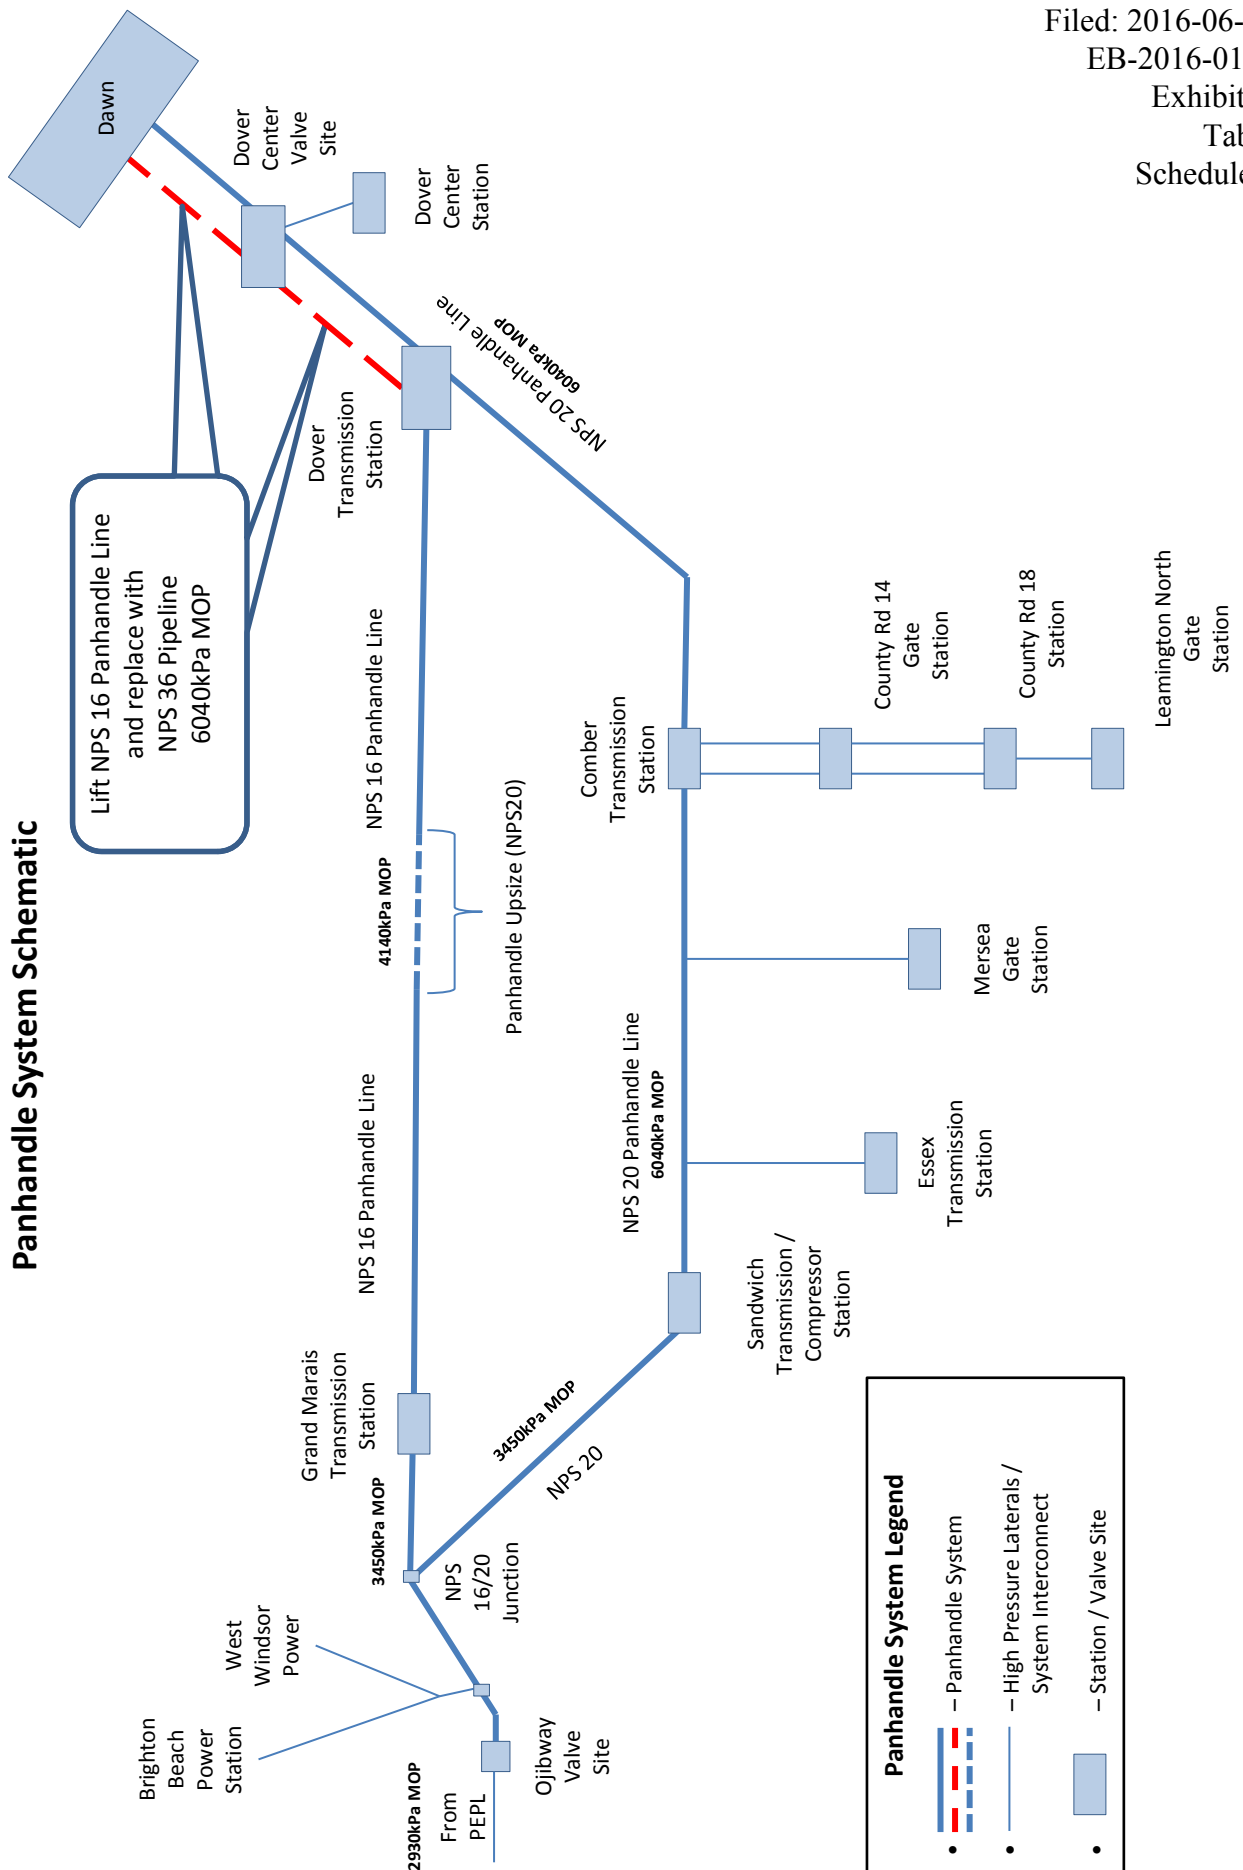 Filed: 2016-06-
EB-2016-01
Exhibit
Tab
Schedule
Panhandle System Schematic
Lift NPS 16 Panhandle Line
and replace with
NPS 36 Pipeline
6040kPa MOP
Dawn
Dover
Center
Valve
Site
Dover
Center
Station
Dover
Transmission
Station
NPS 20 Panhandle Line
6040kPa MOP
NPS 16 Panhandle Line
4140kPa MOP
Panhandle Upsize (NPS20)
NPS 16 Panhandle Line
Grand Marais
Transmission
Station
3450kPa MOP
NPS
16/20
Junction
3450kPa MOP
NPS 20
West
Windsor
Power
Brighton
Beach
Power
Station
2930kPa MOP
From
PEPL
Ojibway
Valve
Site
Sandwich
Transmission /
Compressor
Station
NPS 20 Panhandle Line
6040kPa MOP
Essex
Transmission
Station
Mersea
Gate
Station
Comber
Transmission
Station
County Rd 14
Gate
Station
County Rd 18
Station
Leamington North
Gate
Station
Panhandle System Legend
• – Panhandle System
• – High Pressure Laterals /
System Interconnect
• – Station / Valve Site